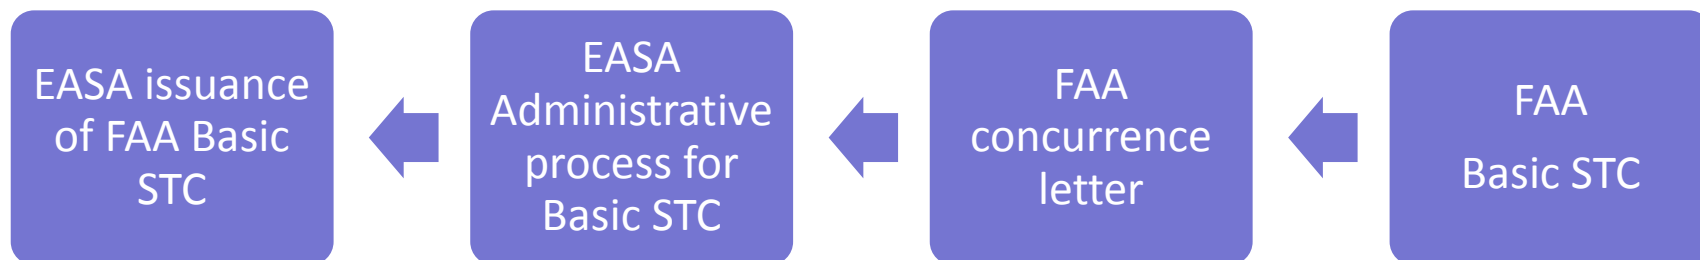 EASA issuance
of FAA Basic
STC
EASA
Administrative
process for
Basic STC
FAA
concurrence
letter
FAA
Basic STC